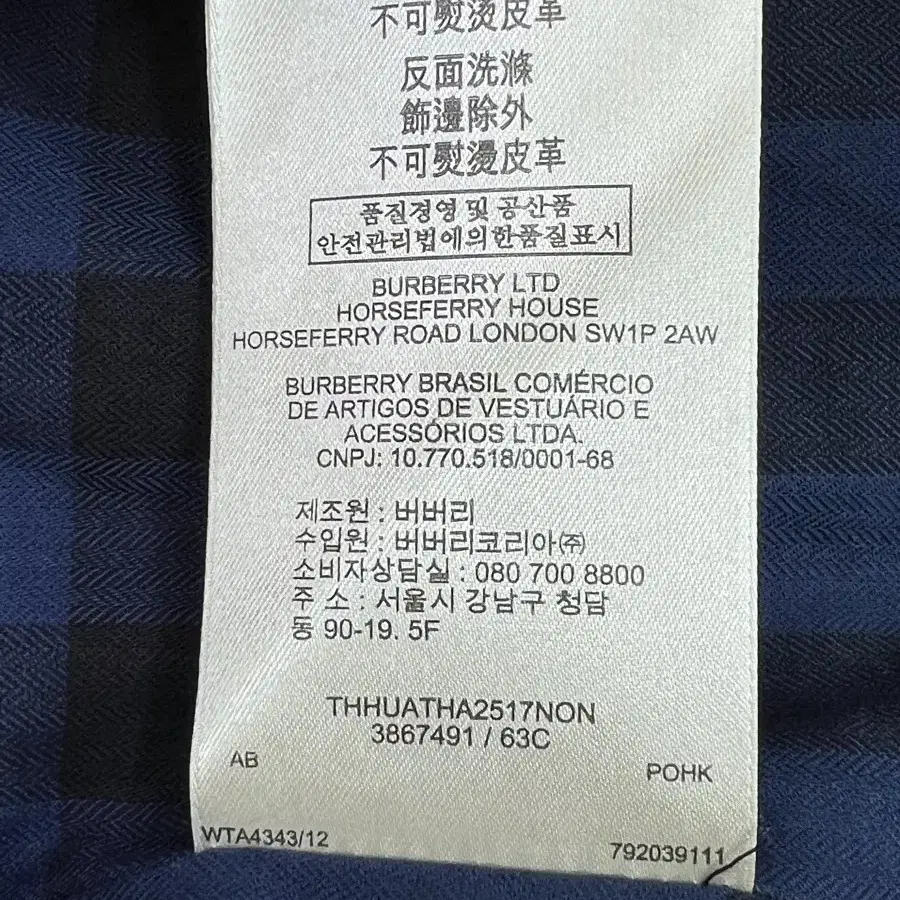 不可熨烫皮革
反面洗滌
飾邊除外
不可熨燙皮革
품질경영 및 공산품
안전관리법에의한품질표시
BURBERRY LTD
HORSEFERRY HOUSE
HORSEFERRY ROAD LONDON SW1P 2AW
BURBERRY BRASIL COMÉRCIO
DE ARTIGOS DE VESTUÁRIO E
ACESSÓRIOS LTDA.
CNPJ: 10.770.518/0001-68
제조원 : 버버리
수입원 : 버버리코리아㈜
소비자상담실 : 080 700 8800
주 소 : 서울시 강남구 청담
동 90-19. 5F
THHUATHA2517NON
3867491 / 63C
AB
POHK
WTA4343/12
792039111